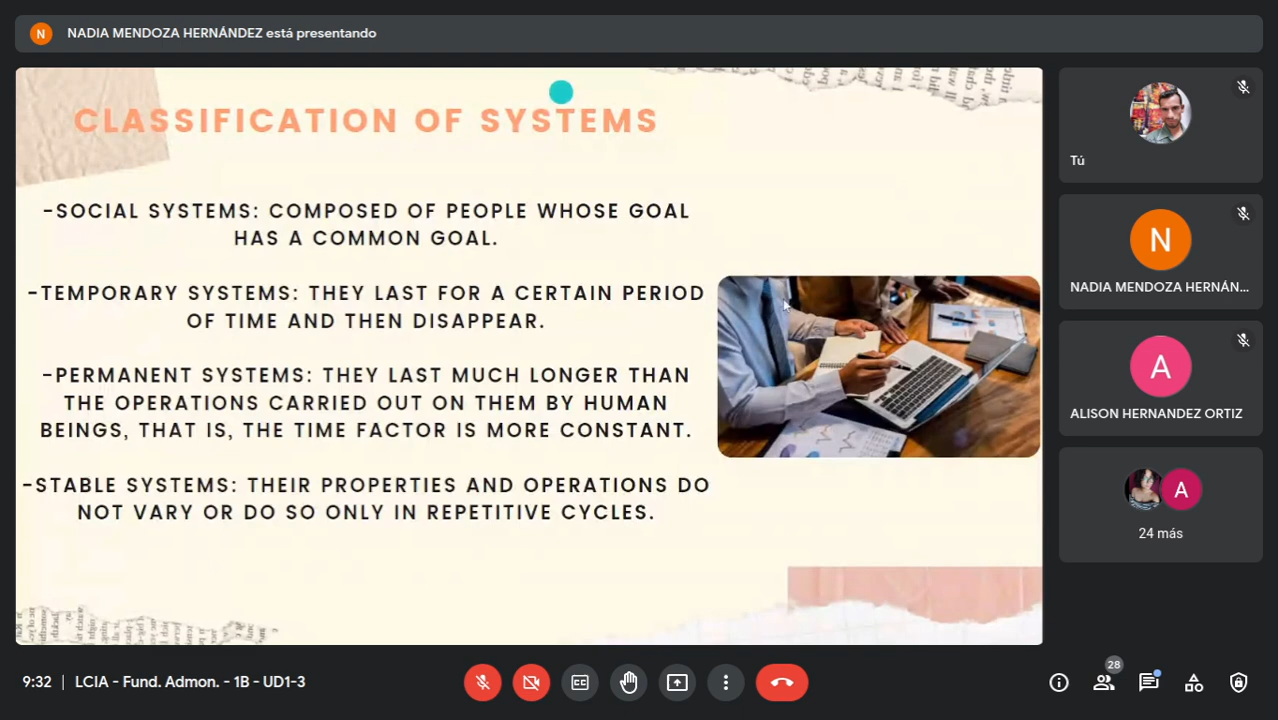 N NADIA MENDOZA HERNÁNDEZ está presentando
CLASSIFICATION OF SYSTEMS
-SOCIAL SYSTEMS: COMPOSED OF PEOPLE WHOSE GOAL
HAS A COMMON GOAL.
-TEMPORARY SYSTEMS: THEY LAST FOR A CERTAIN PERIOD
OF TIME AND THEN DISAPPEAR.
-PERMANENT SYSTEMS: THEY LAST MUCH LONGER THAN
THE OPERATIONS CARRIED OUT ON THEM BY HUMAN
BEINGS, THAT IS, THE TIME FACTOR IS MORE CONSTANT.
-STABLE SYSTEMS: THEIR PROPERTIES AND OPERATIONS DO
NOT VARY OR DO SO ONLY IN REPETITIVE CYCLES.
Tú
N
NADIA MENDOZA HERNÁN...
A
ALISON HERNANDEZ ORTIZ
A
24 más
9:32 | LCIA - Fund. Admon. - 1B - UD1-3
CC
28